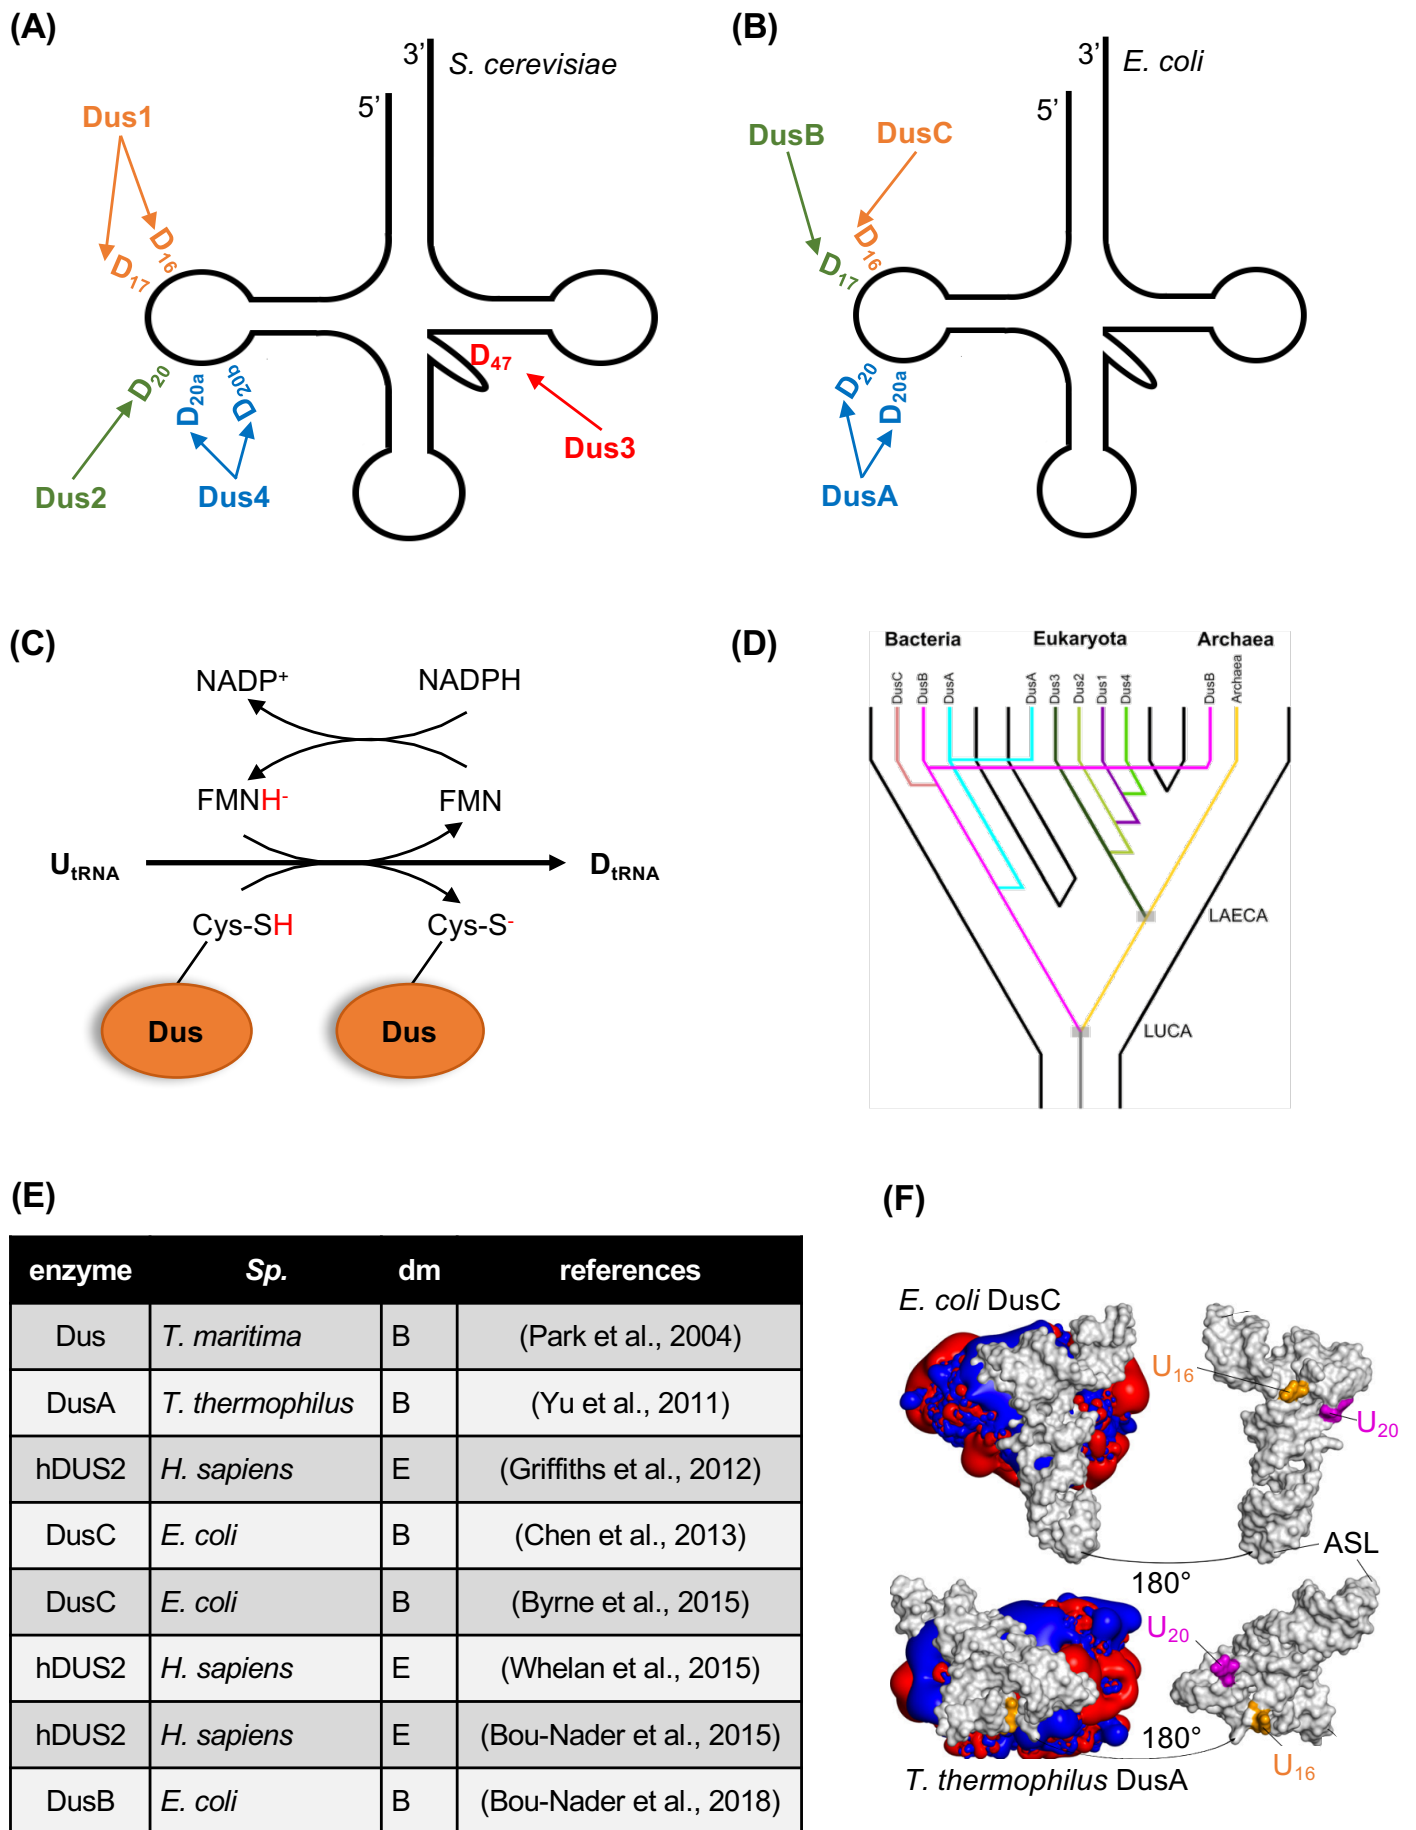 (A)
3’
S. cerevisiae
5’
Dus1
D16
D17
D20
D20a
D20b
D47
Dus3
Dus2
Dus4
(B)
3’
E. coli
5’
DusB
DusC
D16
D17
D20
D20a
DusA
(C)
NADP+
NADPH
FMNH-
FMN
UtRNA
DtRNA
Cys-SH
Cys-S-
Dus
Dus
(D)
Bacteria
Eukaryota
Archaea
DusC
DusB
DusA
DusA
Dus3
Dus2
Dus1
Dus4
DusB
Archaea
LAECA
LUCA
(E)
enzyme Sp. dm references
Dus T. maritima B (Park et al., 2004)
DusA T. thermophilus B (Yu et al., 2011)
hDUS2 H. sapiens E (Griffiths et al., 2012)
DusC E. coli B (Chen et al., 2013)
DusC E. coli B (Byrne et al., 2015)
hDUS2 H. sapiens E (Whelan et al., 2015)
hDUS2 H. sapiens E (Bou-Nader et al., 2015)
DusB E. coli B (Bou-Nader et al., 2018)
(F)
E. coli DusC
U16
U20
ASL
180°
U20
180°
U16
T. thermophilus DusA